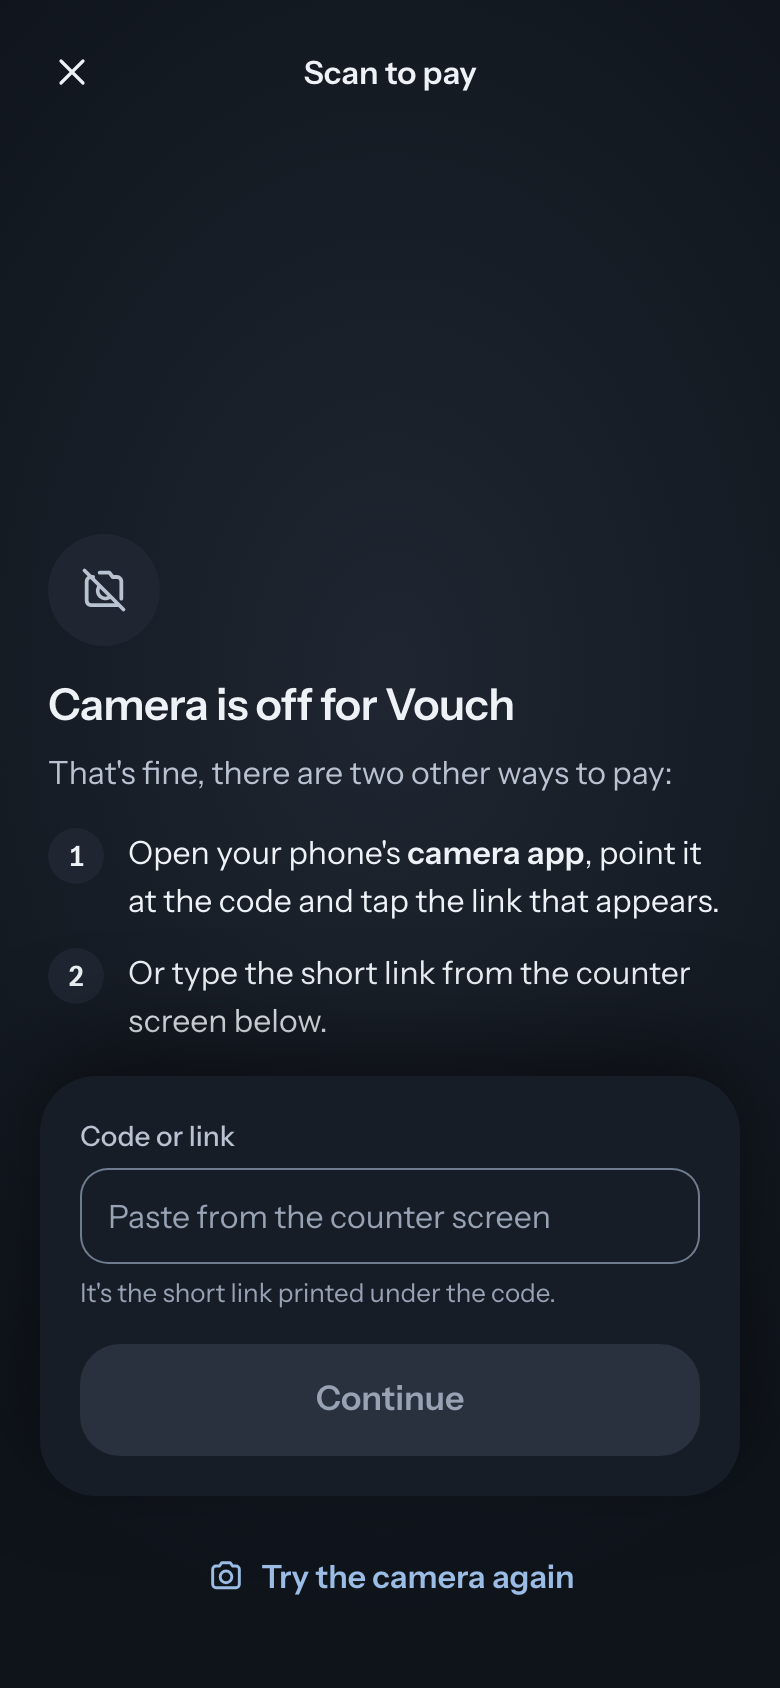 Scan to pay
Camera is off for Vouch
That's fine, there are two other ways to pay:
1 Open your phone's camera app, point it
at the code and tap the link that appears.
2 Or type the short link from the counter
screen below.
Code or link
Paste from the counter screen
It's the short link printed under the code.
Continue
Try the camera again